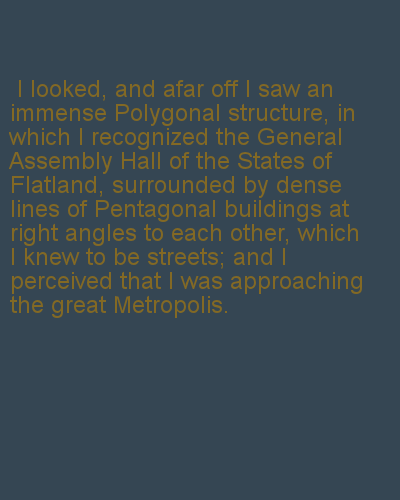 I looked, and afar off I saw an
immense Polygonal structure, in
which I recognized the General
Assembly Hall of the States of
Flatland, surrounded by dense
lines of Pentagonal buildings at
right angles to each other, which
I knew to be streets; and I
perceived that I was approaching
the great Metropolis.